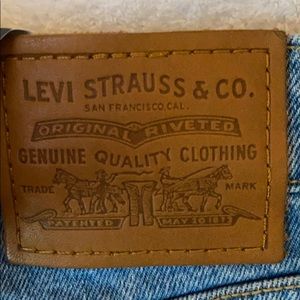 LEVI STRAUSS & CO.
SAN FRANCISCO, CAL.
ORIGINAL RIVETED
GENUINE QUALITY CLOTHING
TRADE MARK
PATENTED MAY 20 1873